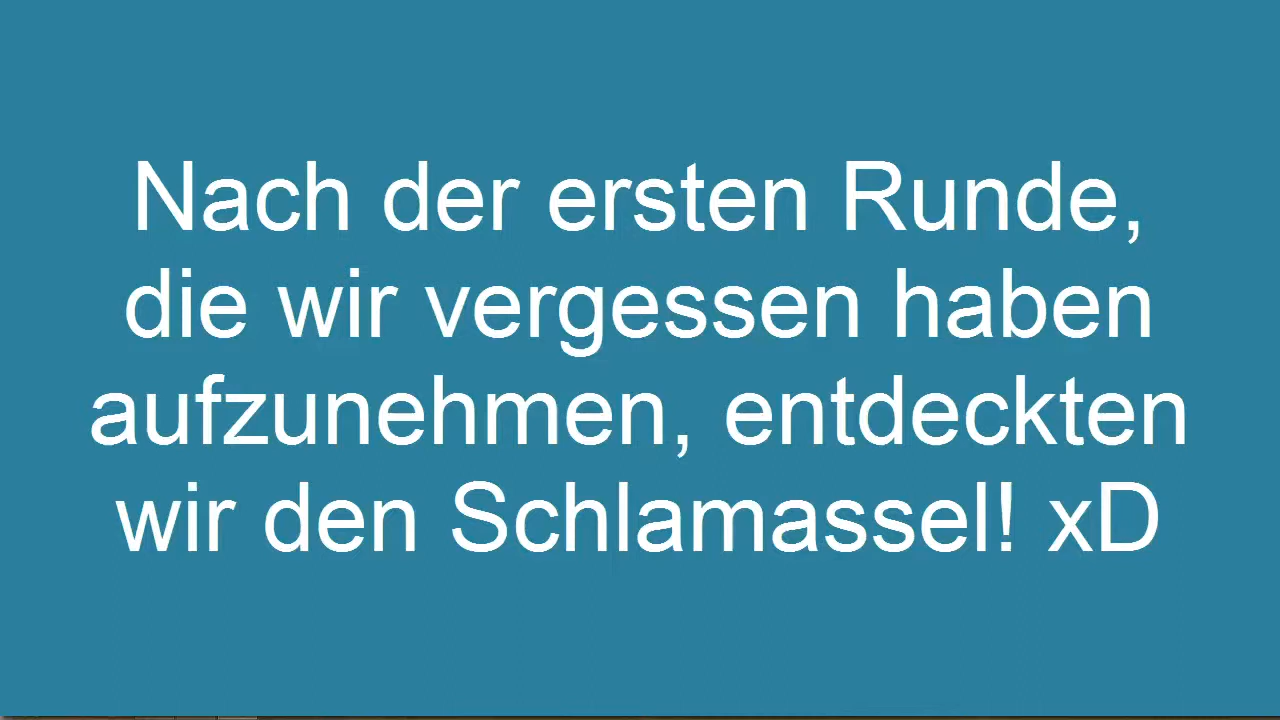 Nach der ersten Runde,
die wir vergessen haben
aufzunehmen, entdeckten
wir den Schlamassel! xD